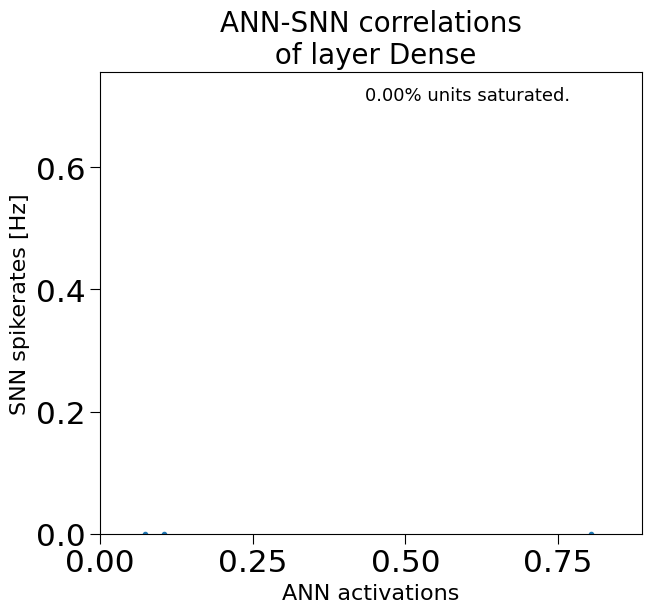 ANN-SNN correlations
of layer Dense
0.00% units saturated.
SNN spikerates [Hz]
0.6
0.4
0.2
0.0
0.00 0.25 0.50 0.75
ANN activations